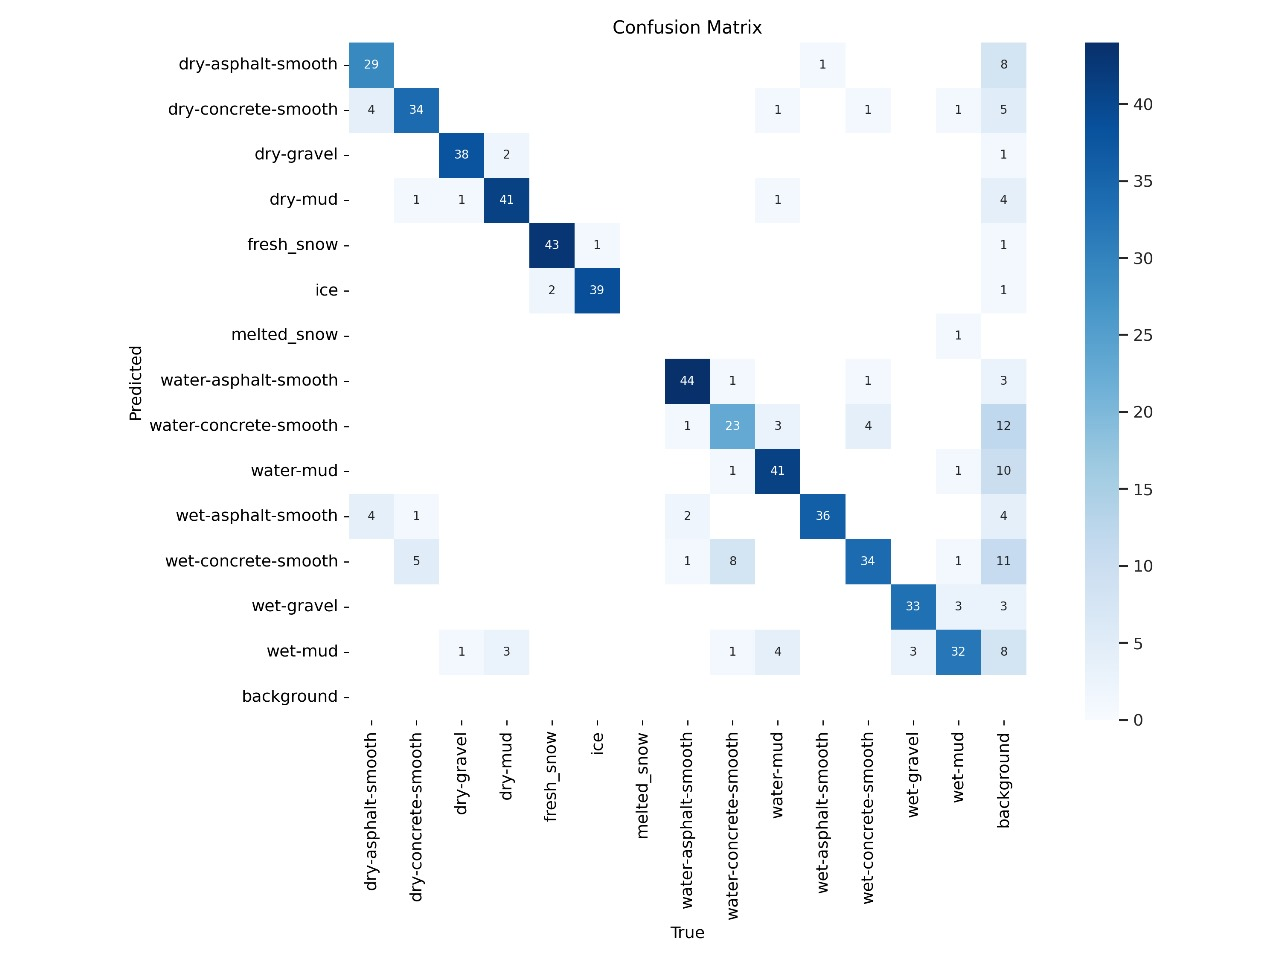 Confusion Matrix
dry-asphalt-smooth 29 1 8
dry-concrete-smooth 4 34 1 1 1 5
dry-gravel 38 2 1
dry-mud 1 1 41 1 4
fresh_snow 43 1 1
ice 2 39 1
melted_snow 1
water-asphalt-smooth 44 1 1 3
water-concrete-smooth 1 23 3 4 12
water-mud 1 41 1 10
wet-asphalt-smooth 4 1 2 36 4
wet-concrete-smooth 5 1 8 34 1 11
wet-gravel 33 3 3
wet-mud 1 3 1 4 3 32 8
background
Predicted
dry-asphalt-smooth
dry-concrete-smooth
dry-gravel
dry-mud
fresh_snow
ice
melted_snow
water-asphalt-smooth
water-concrete-smooth
water-mud
wet-asphalt-smooth
wet-concrete-smooth
wet-gravel
wet-mud
background
True
40
35
30
25
20
15
10
5
0